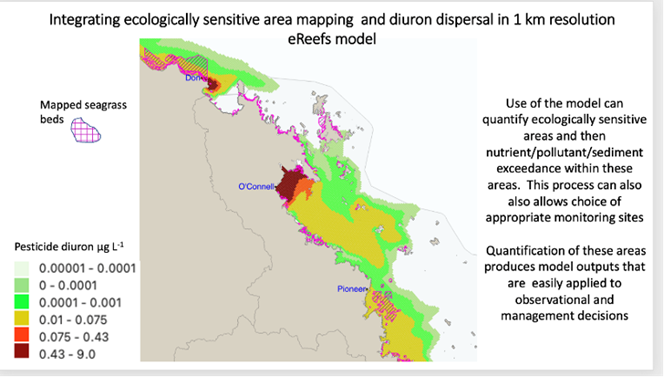 Integrating ecologically sensitive area mapping and diuron dispersal in 1 km resolution
eReefs model
Mapped seagrass
beds
Don
O'Connell
Pioneer
Pesticide diuron µg L-1
0.00001 - 0.0001
0 - 0.0001
0.0001 - 0.001
0.01 - 0.075
0.075 - 0.43
0.43 - 9.0
Use of the model can
quantify ecologically sensitive
areas and then
nutrient/pollutant/sediment
exceedance within these
areas. This process can also
also allows choice of
appropriate monitoring sites
Quantification of these areas
produces model outputs that
are easily applied to
observational and
management decisions